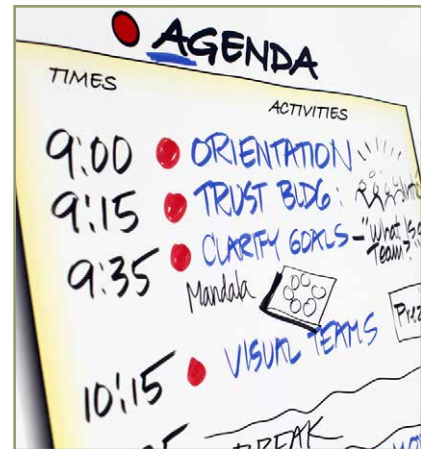 AGENDA
TIMES
ACTIVITIES
9:00 ORIENTATION
9:15 TRUST BLDG:
9:35 CLARIFY GOALS - "What Is a
Team?"
Mandala
10:15 VISUAL TEAMS
BREAK